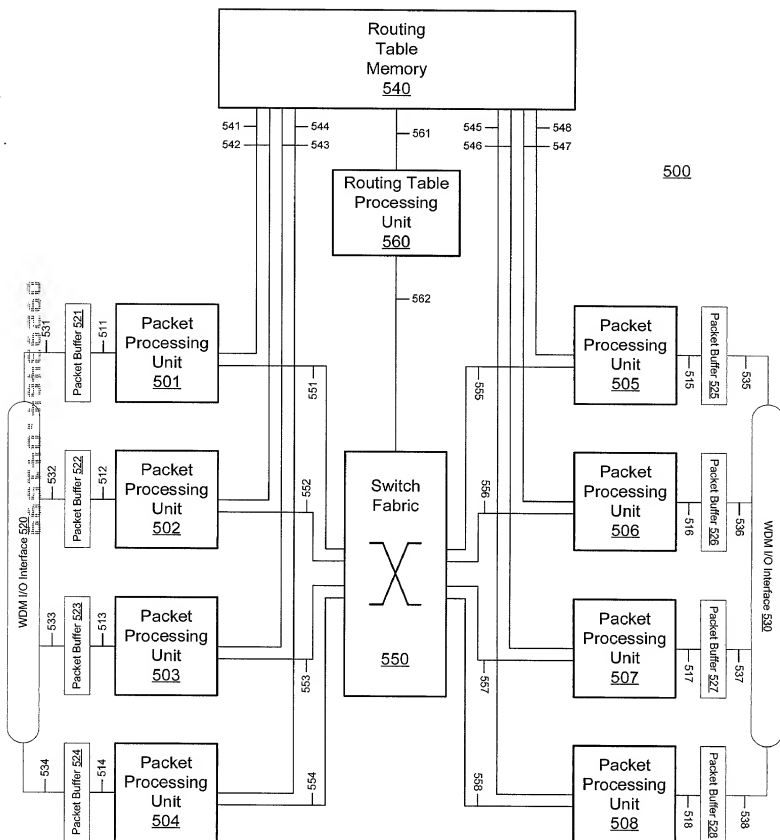 Routing
Table
Memory
540
541
542
544
543
561
545
546
548
547
500
Routing Table
Processing
Unit
560
562
531
Packet Buffer 521
511
Packet
Processing
Unit
501
551
555
Packet
Processing
Unit
505
515
Packet Buffer 525
535
WDM I/O Interface 520
532
Packet Buffer 522
512
Packet
Processing
Unit
502
552
Switch
Fabric
550
556
Packet
Processing
Unit
506
516
Packet Buffer 526
536
WDM I/O Interface 530
533
Packet Buffer 523
513
Packet
Processing
Unit
503
553
557
Packet
Processing
Unit
507
517
Packet Buffer 527
537
534
Packet Buffer 524
514
Packet
Processing
Unit
504
554
558
Packet
Processing
Unit
508
518
Packet Buffer 528
538